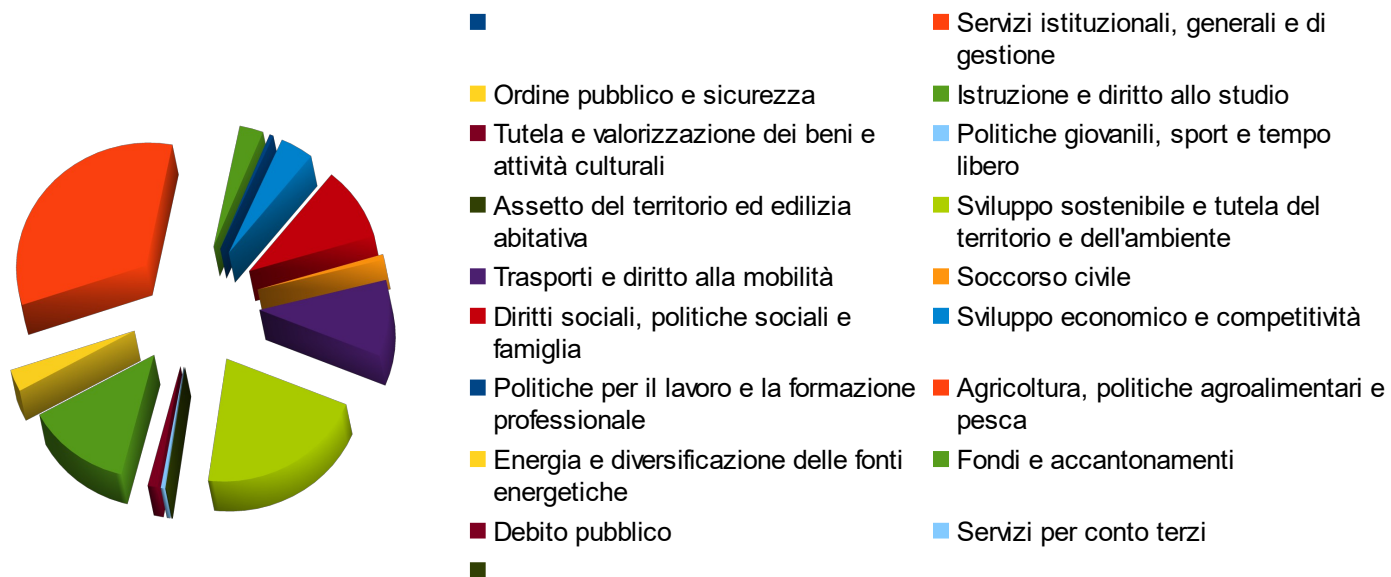 Servizi istituzionali, generali e di
gestione
Ordine pubblico e sicurezza
Istruzione e diritto allo studio
Tutela e valorizzazione dei beni e
attività culturali
Politiche giovanili, sport e tempo
libero
Assetto del territorio ed edilizia
abitativa
Sviluppo sostenibile e tutela del
territorio e dell'ambiente
Trasporti e diritto alla mobilità
Soccorso civile
Diritti sociali, politiche sociali e
famiglia
Sviluppo economico e competitività
Politiche per il lavoro e la formazione
professionale
Agricoltura, politiche agroalimentari e
pesca
Energia e diversificazione delle fonti
energetiche
Fondi e accantonamenti
Debito pubblico
Servizi per conto terzi